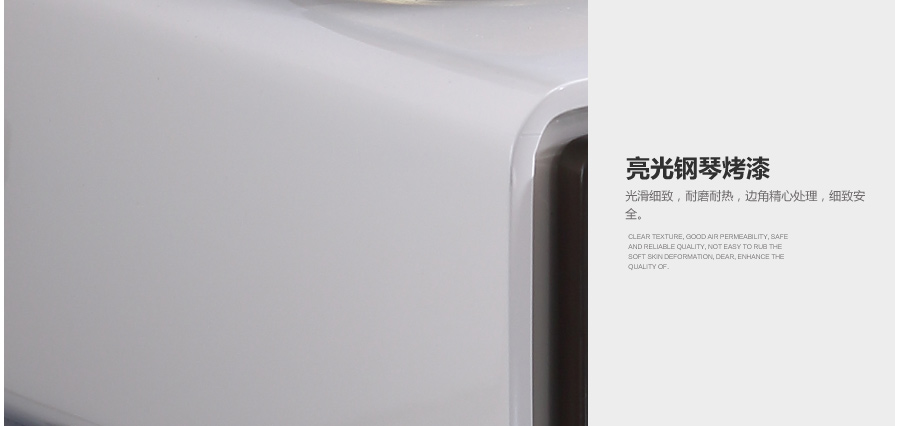 亮光钢琴烤漆
光滑细致，耐磨耐热，边角精心处理，细致安
全。
CLEAR TEXTURE, GOOD AIR PERMEABILITY, SAFE
AND RELIABLE QUALITY, NOT EASY TO RUB THE
SOFT SKIN DEFORMATION, DEAR, ENHANCE THE
QUALITY OF.